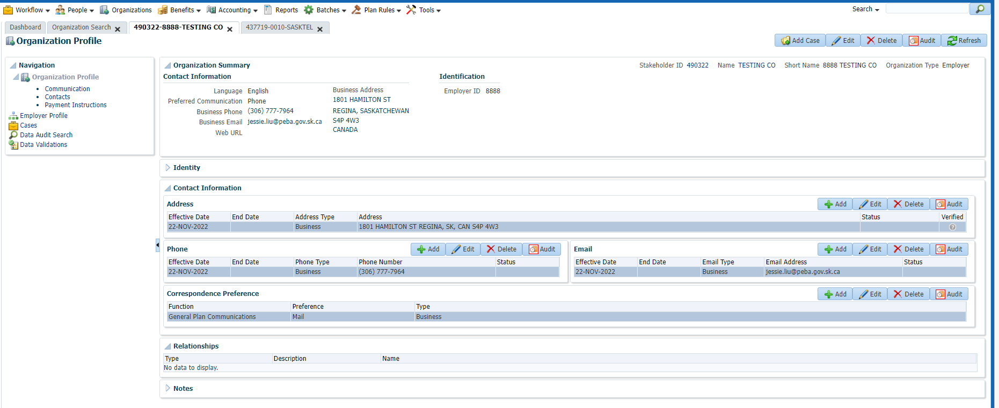 Workflow People Organizations Benefits Accounting Reports Batches Plan Rules Tools Search
Dashboard Organization Search 490322-8888-TESTING CO 437719-0010-SASKTEL
Organization Profile Add Case Edit Delete Audit Refresh
Navigation
Organization Profile
• Communication
• Contacts
• Payment Instructions
Employer Profile
Cases
Data Audit Search
Data Validations
Organization Summary Stakeholder ID 490322 Name TESTING CO Short Name 8888 TESTING CO Organization Type Employer
Contact Information
Language English
Preferred Communication Phone
Business Phone (306) 777-7964
Business Email jessie.liu@peba.gov.sk.ca
Web URL
Business Address
1801 HAMILTON ST
REGINA, SASKATCHEWAN
S4P 4W3
CANADA
Identification
Employer ID 8888
Identity
Contact Information
Address Add Edit Delete Audit
Effective Date End Date Address Type Address Status Verified
22-NOV-2022 Business 1801 HAMILTON ST REGINA, SK, CAN S4P 4W3
Phone Add Edit Delete Audit
Effective Date End Date Phone Type Phone Number Status
22-NOV-2022 Business (306) 777-7964
Email Add Edit Delete Audit
Effective Date End Date Email Type Email Address Status
22-NOV-2022 Business jessie.liu@peba.gov.sk.ca
Correspondence Preference Add Edit Delete Audit
Function Preference Type
General Plan Communications Mail Business
Relationships
Type Description Name
No data to display.
Notes